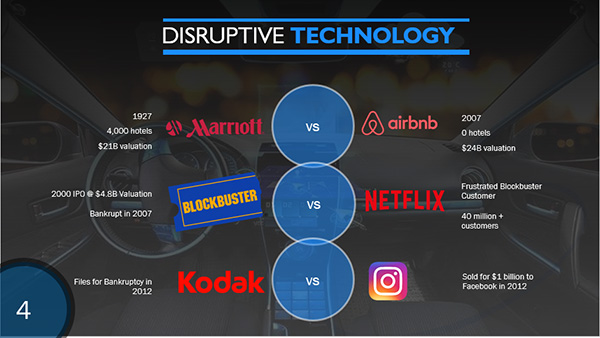 DISRUPTIVE TECHNOLOGY
1927
4,000 hotels
$21B valuation
Marriott
VS
airbnb
2007
0 hotels
$24B valuation
2000 IPO @ $4.8B Valuation
Bankrupt in 2007
BLOCKBUSTER
VS
NETFLIX
Frustrated Blockbuster
Customer
40 million +
customers
Files for Bankruptcy in
2012
Kodak
VS
Sold for $1 billion to
Facebook in 2012
4